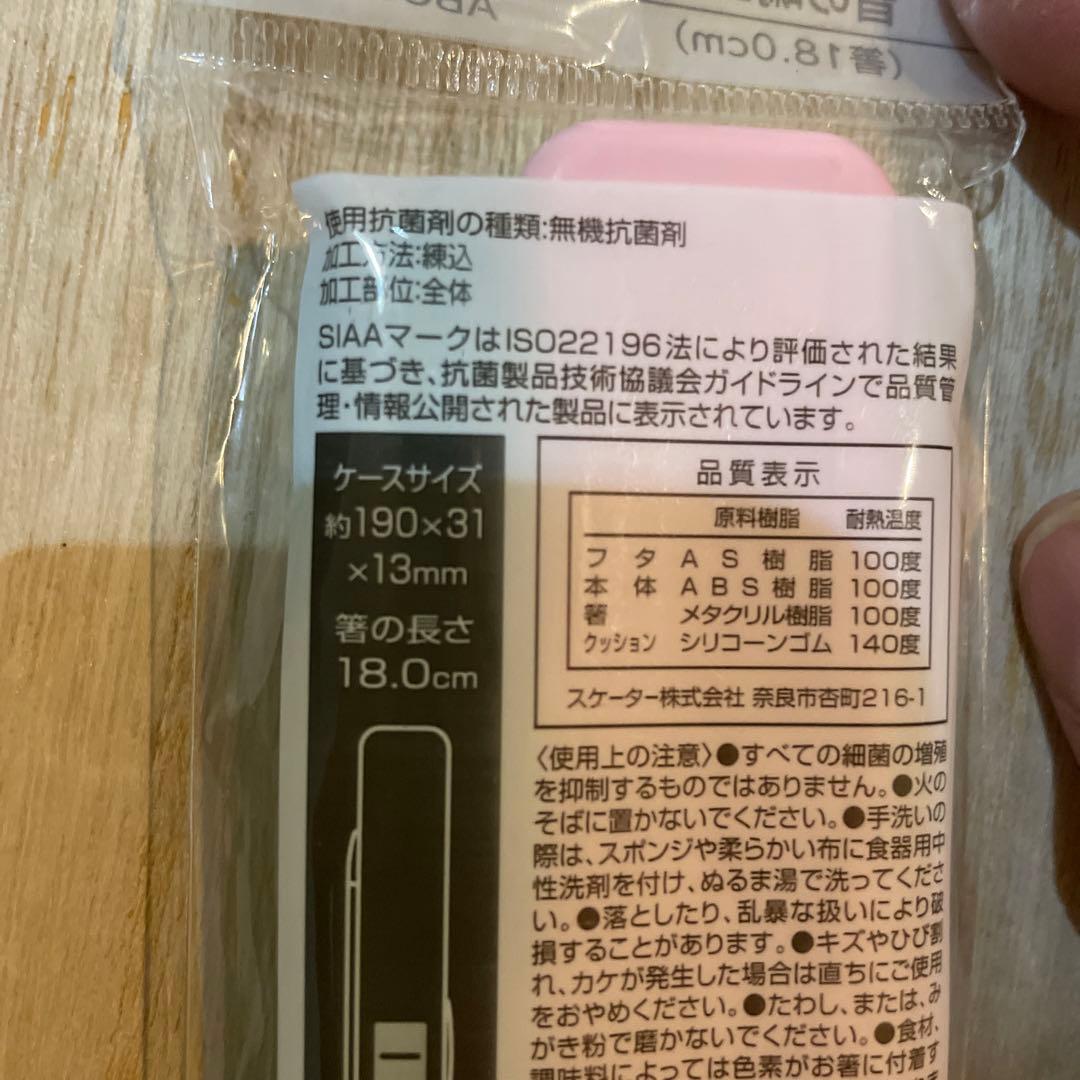 (箸18.0cm)
使用抗菌剤の種類:無機抗菌剤
加工方法:練込
加工部位:全体
SIAAマークはISO22196法により評価された結果
に基づき、抗菌製品技術協議会ガイドラインで品質管
理・情報公開された製品に表示されています。
ケースサイズ
約190×31
×13mm
箸の長さ
18.0cm
品質表示
原料樹脂 耐熱温度
フタ AS樹脂 100度
本体 ABS樹脂 100度
箸 メタクリル樹脂 100度
クッション シリコーンゴム 140度
スケーター株式会社 奈良市杏町216-1
〈使用上の注意〉●すべての細菌の増殖
を抑制するものではありません。●火の
そばに置かないでください。●手洗いの
際は、スポンジや柔らかい布に食器用中
性洗剤を付け、ぬるま湯で洗ってくださ
い。●落としたり、乱暴な扱いにより破
損することがあります。●キズやひび割
れ、カケが発生した場合は直ちにご使用
をおやめください。●たわし、または、み
がき粉で磨かないでください。●食材、
調味料によっては色素がお箸に付着す